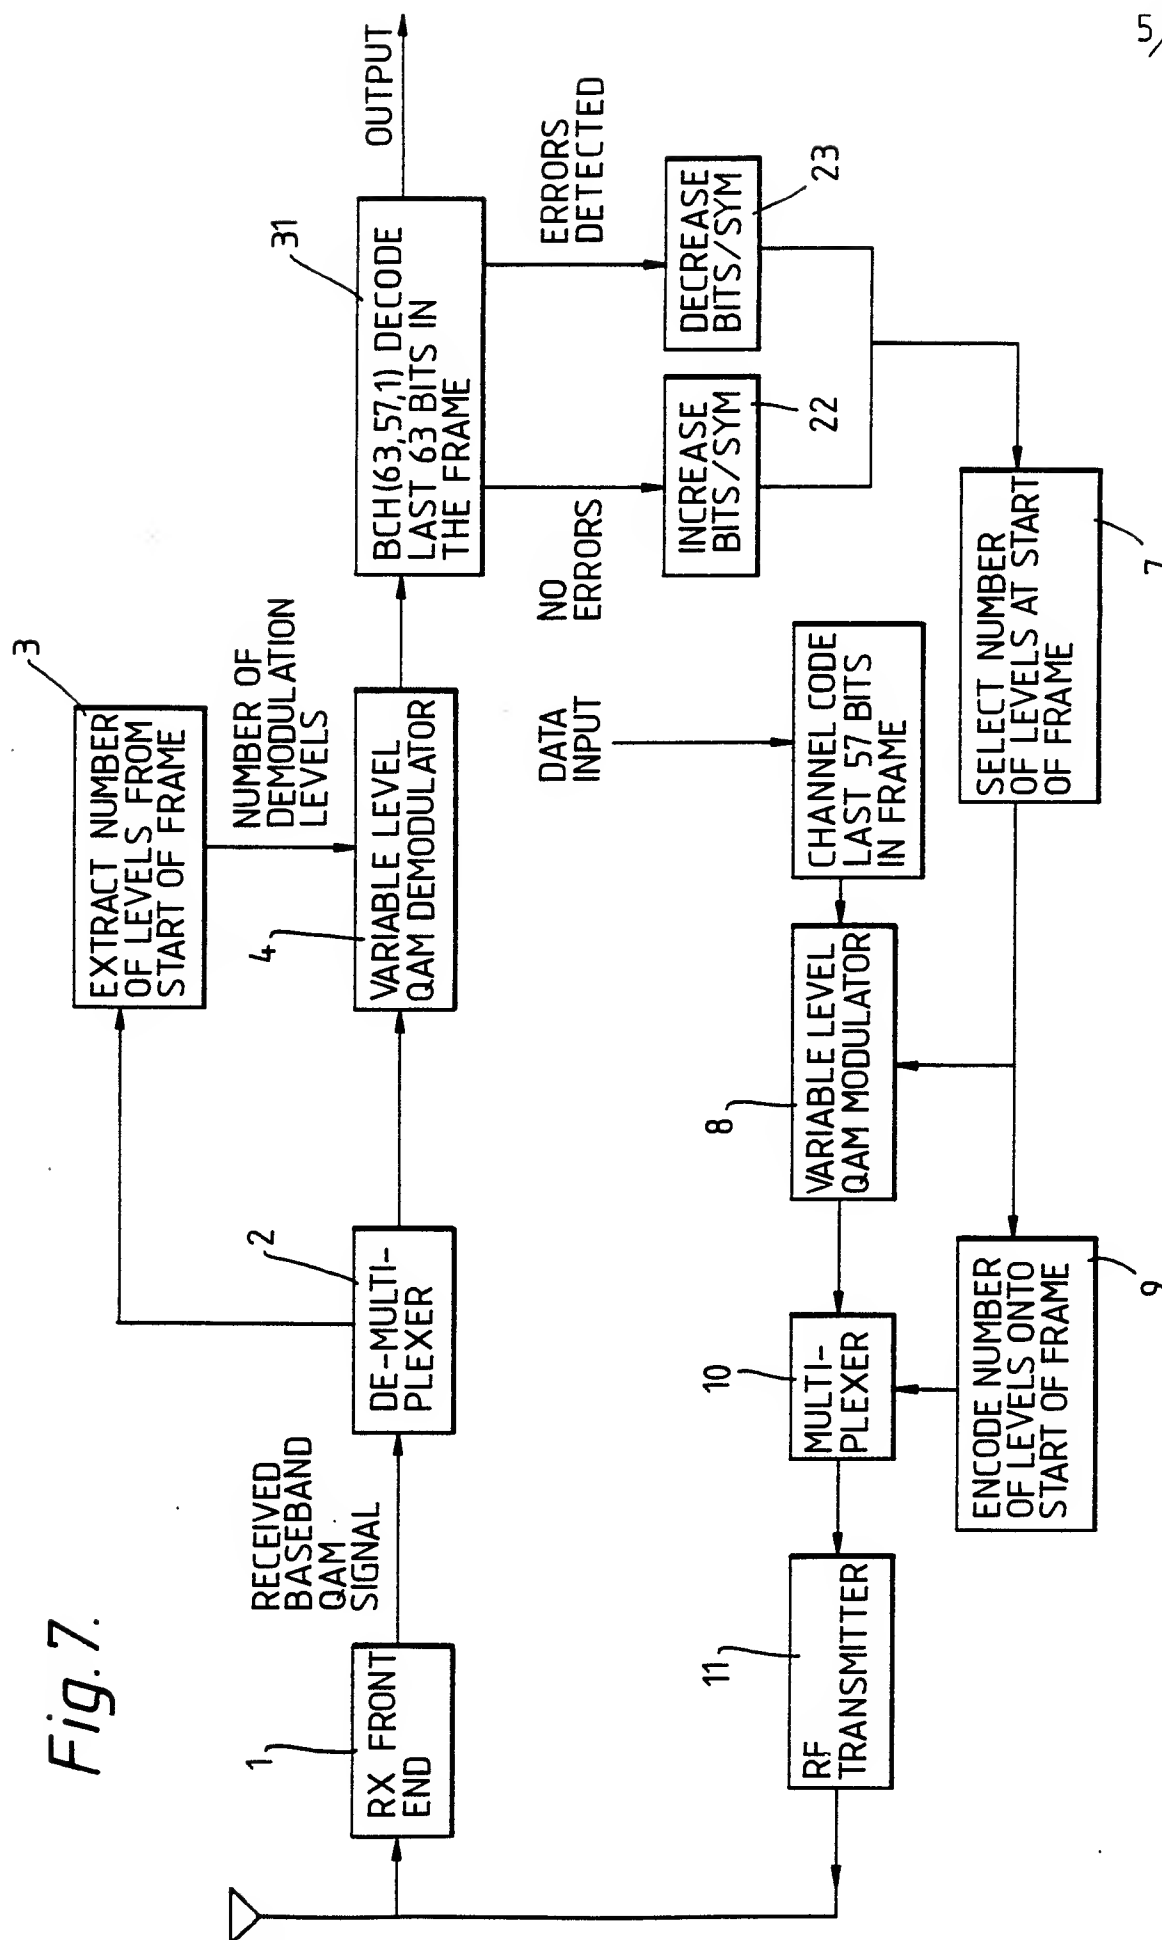 5/
Fig. 7.
1
RX FRONT
END
RECEIVED
BASEBAND
QAM
SIGNAL
2
DE-MULTI-
PLEXER
3
EXTRACT NUMBER
OF LEVELS FROM
START OF FRAME
NUMBER OF
DEMODULATION
LEVELS
4
VARIABLE LEVEL
QAM DEMODULATOR
31
BCH(63,57,1) DECODE
LAST 63 BITS IN
THE FRAME
OUTPUT
NO
ERRORS
ERRORS
DETECTED
INCREASE
BITS/SYM
22
DECREASE
BITS/SYM
23
DATA
INPUT
CHANNEL CODE
LAST 57 BITS
IN FRAME
SELECT NUMBER
OF LEVELS AT START
OF FRAME
7
8
VARIABLE LEVEL
QAM MODULATOR
10
MULTI-
PLEXER
ENCODE NUMBER
OF LEVELS ONTO
START OF FRAME
9
11
RF
TRANSMITTER